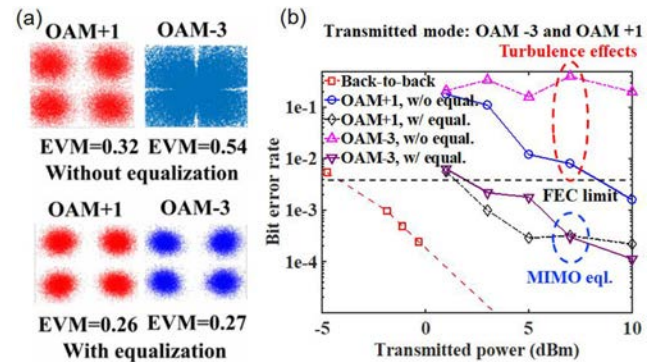 (a)
OAM+1 OAM-3
EVM=0.32 EVM=0.54
Without equalization
OAM+1 OAM-3
EVM=0.26 EVM=0.27
With equalization
(b)
Transmitted mode: OAM -3 and OAM +1
Turbulence effects
Back-to-back
OAM+1, w/o equal.
OAM+1, w/ equal.
OAM-3, w/o equal.
OAM-3, w/ equal.
FEC limit
MIMO eql.
Bit error rate
1e-1
1e-2
1e-3
1e-4
-5 0 5 10
Transmitted power (dBm)